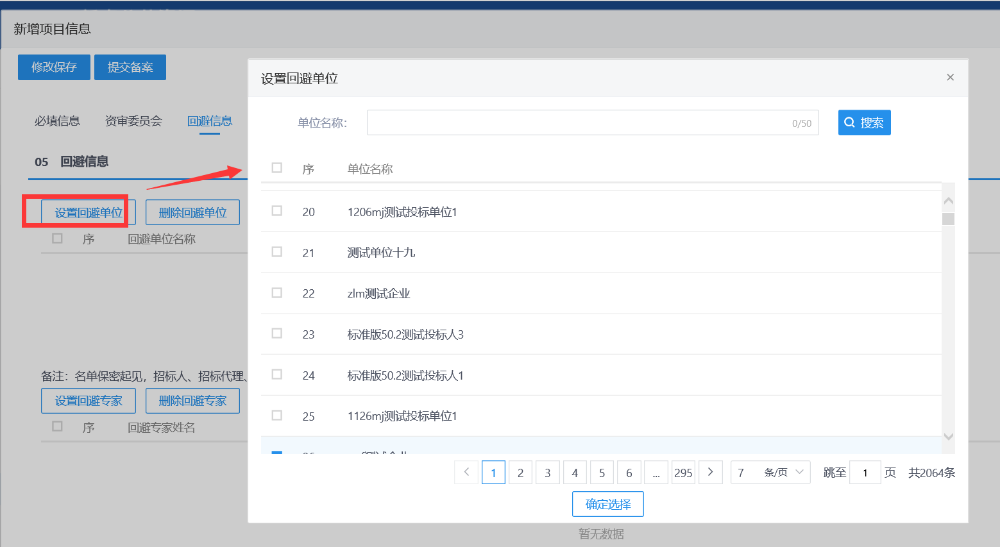 新增项目信息
修改保存 提交备案
设置回避单位
必填信息 资审委员会 回避信息
单位名称: 0/50 搜索
05 回避信息
序 单位名称
设置回避单位 删除回避单位
序 回避单位名称
20 1206mj测试投标单位1
21 测试单位十九
22 zlm测试企业
23 标准版50.2测试投标人3
24 标准版50.2测试投标人1
25 1126mj测试投标单位1
备注：名单保密起见，招标人、招标代理、
设置回避专家 删除回避专家
序 回避专家姓名
1 2 3 4 5 6 ... 295 7 条/页 跳至 1 页 共2064条
确定选择
暂无数据